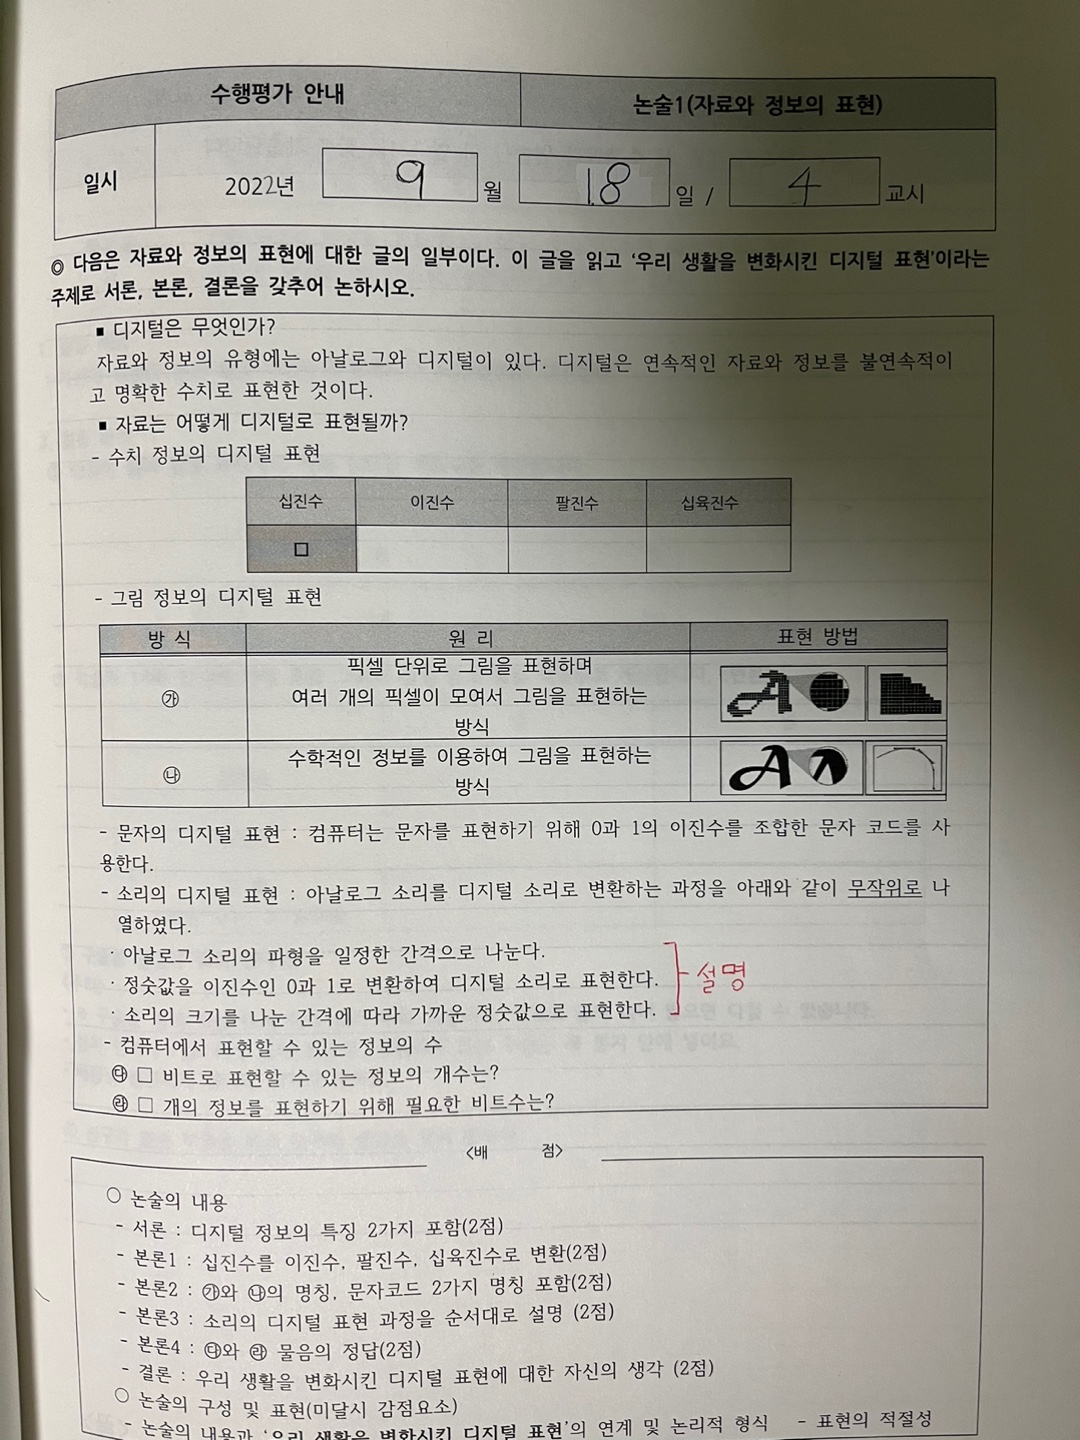 수행평가 안내
논술1(자료와 정보의 표현)
일시
2022년 9 월 18 일 / 4 교시
◎ 다음은 자료와 정보의 표현에 대한 글의 일부이다. 이 글을 읽고 '우리 생활을 변화시킨 디지털 표현'이라는
주제로 서론, 본론, 결론을 갖추어 논하시오.
▪ 디지털은 무엇인가?
자료와 정보의 유형에는 아날로그와 디지털이 있다. 디지털은 연속적인 자료와 정보를 불연속적이
고 명확한 수치로 표현한 것이다.
▪ 자료는 어떻게 디지털로 표현될까?
- 수치 정보의 디지털 표현
십진수 이진수 팔진수 십육진수
□
- 그림 정보의 디지털 표현
방 식 원 리 표현 방법
㉮
픽셀 단위로 그림을 표현하며
여러 개의 픽셀이 모여서 그림을 표현하는
방식
㉯
수학적인 정보를 이용하여 그림을 표현하는
방식
- 문자의 디지털 표현 : 컴퓨터는 문자를 표현하기 위해 0과 1의 이진수를 조합한 문자 코드를 사
용한다.
- 소리의 디지털 표현 : 아날로그 소리를 디지털 소리로 변환하는 과정을 아래와 같이 무작위로 나
열하였다.
· 아날로그 소리의 파형을 일정한 간격으로 나눈다.
· 정숫값을 이진수인 0과 1로 변환하여 디지털 소리로 표현한다.
설명
· 소리의 크기를 나눈 간격에 따라 가까운 정숫값으로 표현한다.
- 컴퓨터에서 표현할 수 있는 정보의 수
㉰ □ 비트로 표현할 수 있는 정보의 개수는?
㉱ □ 개의 정보를 표현하기 위해 필요한 비트수는?
<배 점>
○ 논술의 내용
- 서론 : 디지털 정보의 특징 2가지 포함(2점)
- 본론1 : 십진수를 이진수, 팔진수, 십육진수로 변환(2점)
- 본론2 : ㉮와 ㉯의 명칭, 문자코드 2가지 명칭 포함(2점)
- 본론3 : 소리의 디지털 표현 과정을 순서대로 설명 (2점)
- 본론4 : ㉰와 ㉱ 물음의 정답(2점)
- 결론 : 우리 생활을 변화시킨 디지털 표현에 대한 자신의 생각 (2점)
○ 논술의 구성 및 표현(미달시 감점요소)
- 논술의 내용과 '우리 생활을 변화시킨 디지털 표현'의 연계 및 논리적 형식 - 표현의 적절성